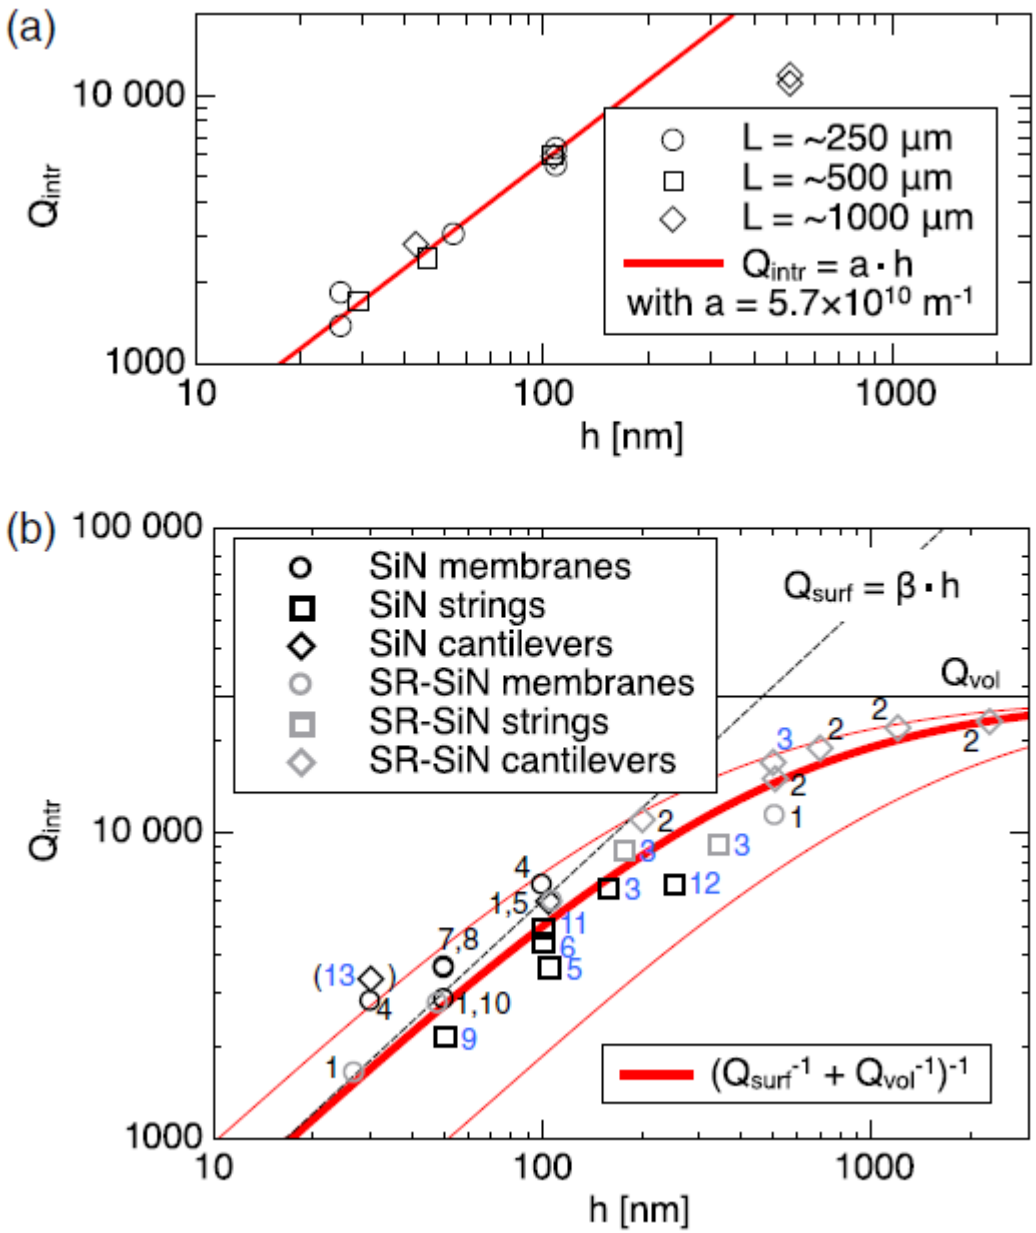 (a)
10 000
1000
Q_intr
L = ~250 µm
L = ~500 µm
L = ~1000 µm
Q_intr = a · h
with a = 5.7×10^10 m^-1
10
100
1000
h [nm]
(b)
100 000
10 000
1000
Q_intr
SiN membranes
SiN strings
SiN cantilevers
SR-SiN membranes
SR-SiN strings
SR-SiN cantilevers
Q_surf = β · h
Q_vol
2
2
3
2
2
2
1
4
3
3
1,5
3
12
11
7,8
6
5
(13)
4
1,10
1
9
(Q_surf^-1 + Q_vol^-1)^-1
10
100
1000
h [nm]